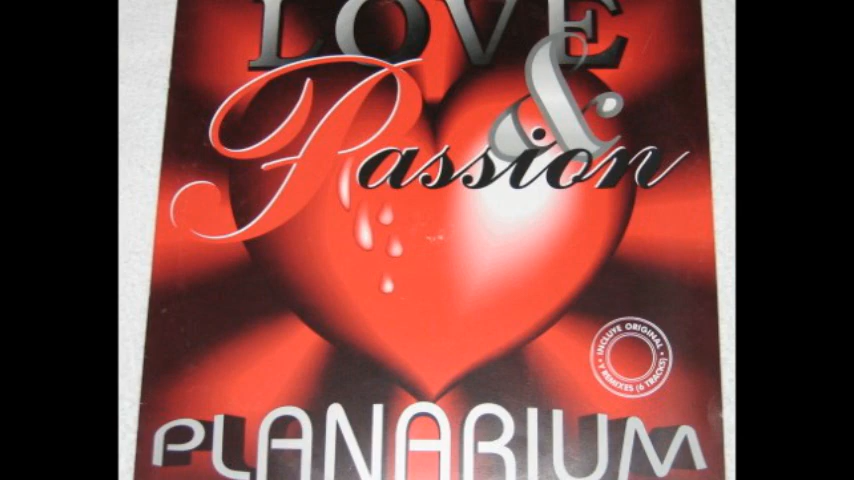 LOVE
&
Passion
INCLUYE ORIGINAL
Y REMIXES (6 TRACKS)
PLANARIUM